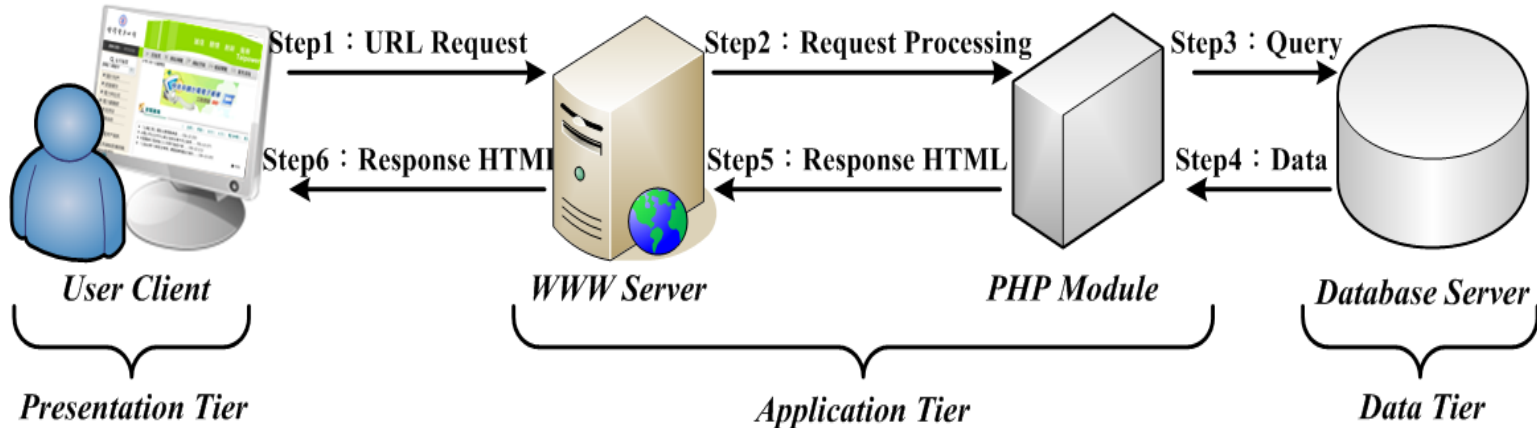 Step1：URL Request
Step2：Request Processing
Step3：Query
Step6：Response HTML
Step5：Response HTML
Step4：Data
User Client
WWW Server
PHP Module
Database Server
Presentation Tier
Application Tier
Data Tier